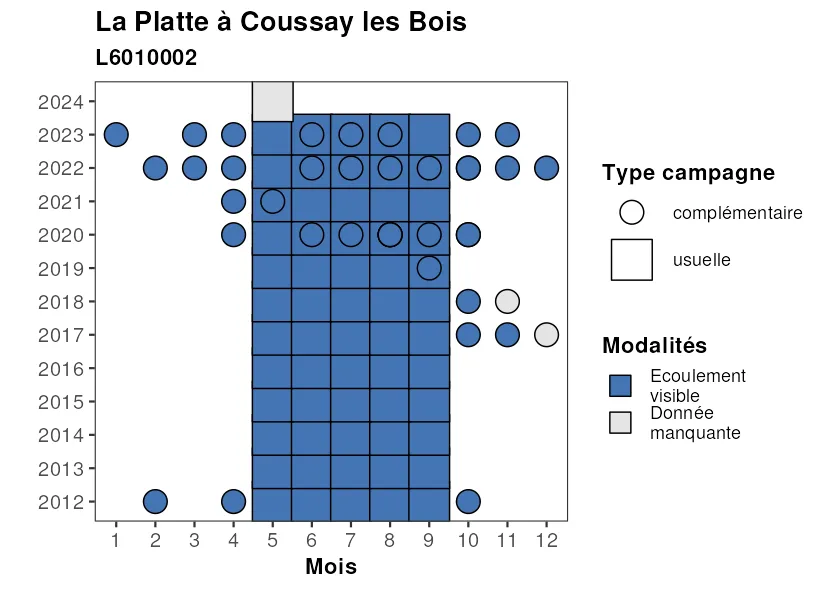 La Platte à Coussay les Bois
L6010002
2024
2023
2022
2021
2020
2019
2018
2017
2016
2015
2014
2013
2012
1 2 3 4 5 6 7 8 9 10 11 12
Mois
Type campagne
complémentaire
usuelle
Modalités
Ecoulement
visible
Donnée
manquante